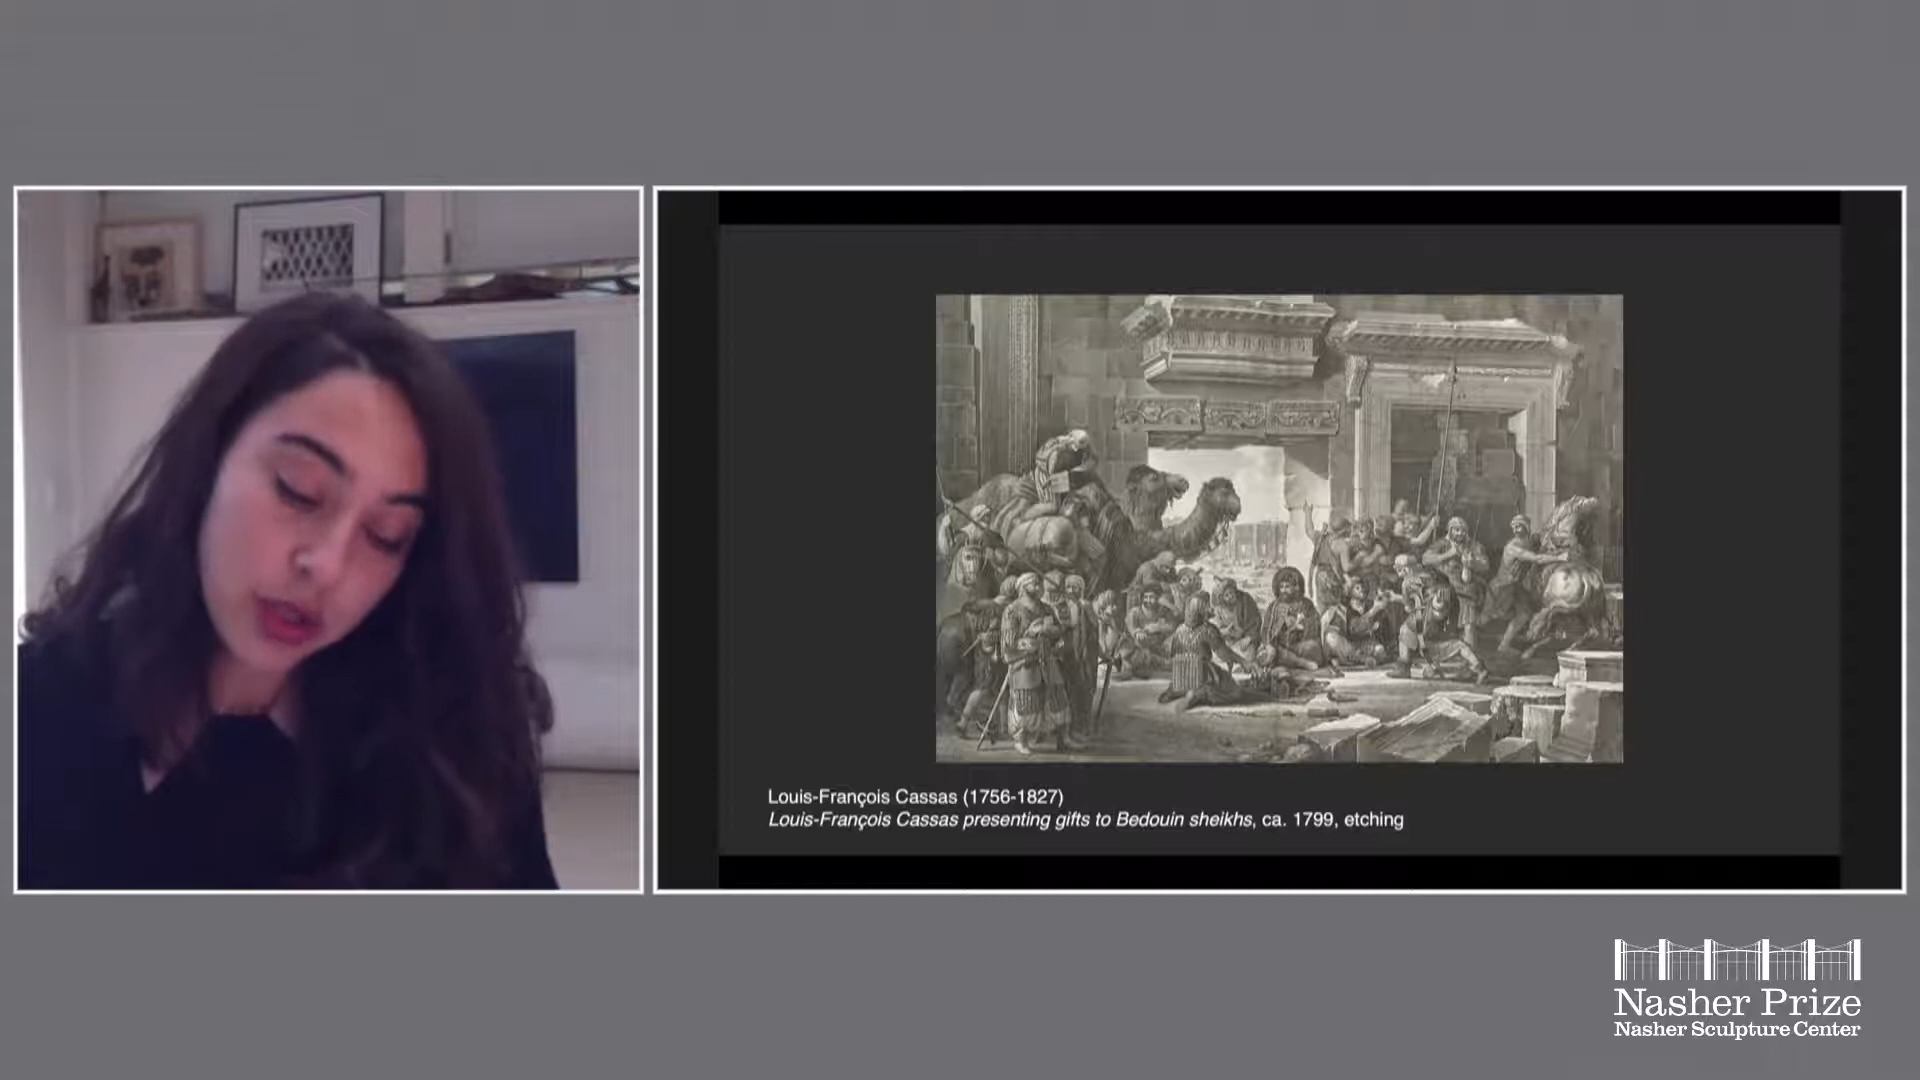 Louis-François Cassas (1756-1827)
Louis-François Cassas presenting gifts to Bedouin sheikhs, ca. 1799, etching
Nasher Prize
Nasher Sculpture Center